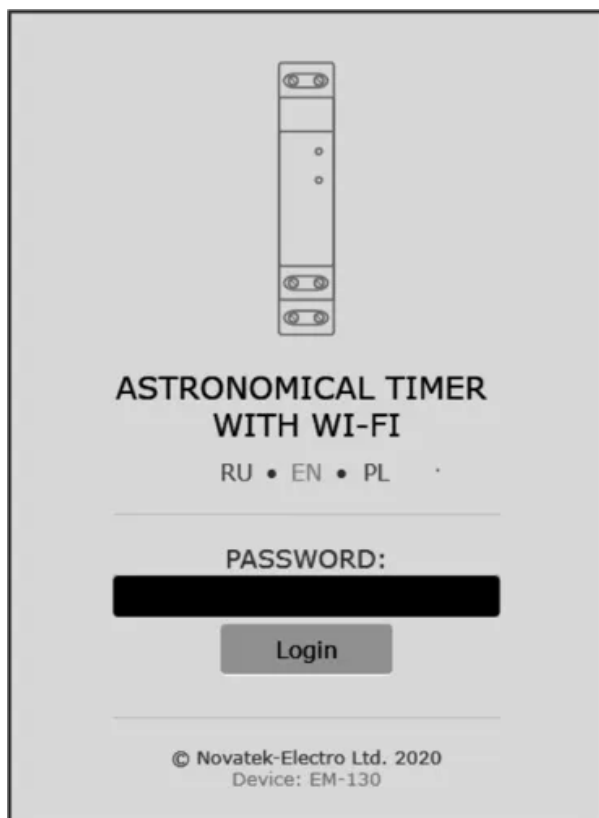 ASTRONOMICAL TIMER
WITH WI-FI
RU • EN • PL
PASSWORD:
Login
© Novatek-Electro Ltd. 2020
Device: EM-130